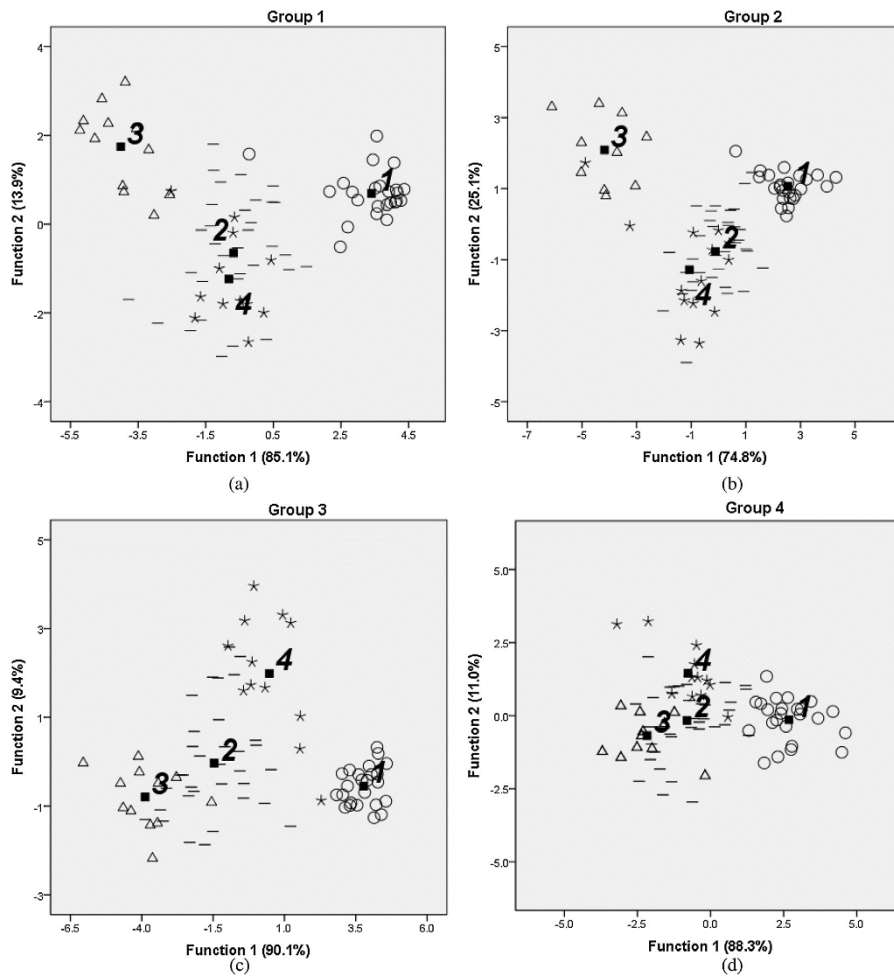 Group 1
4
2
0
-2
-4
Function 2 (13.9%)
3
2
1
4
-5.5 -3.5 -1.5 0.5 2.5 4.5
Function 1 (85.1%)
(a)
Group 2
5
3
1
-1
-3
-5
Function 2 (25.1%)
3
1
2
4
-7 -5 -3 -1 1 3 5
Function 1 (74.8%)
(b)
Group 3
5
3
1
-1
-3
Function 2 (9.4%)
4
2
3
1
-6.5 -4.0 -1.5 1.0 3.5 6.0
Function 1 (90.1%)
(c)
Group 4
5.0
2.5
0.0
-2.5
-5.0
Function 2 (11.0%)
4
2
3
1
-5.0 -2.5 0.0 2.5 5.0
Function 1 (88.3%)
(d)